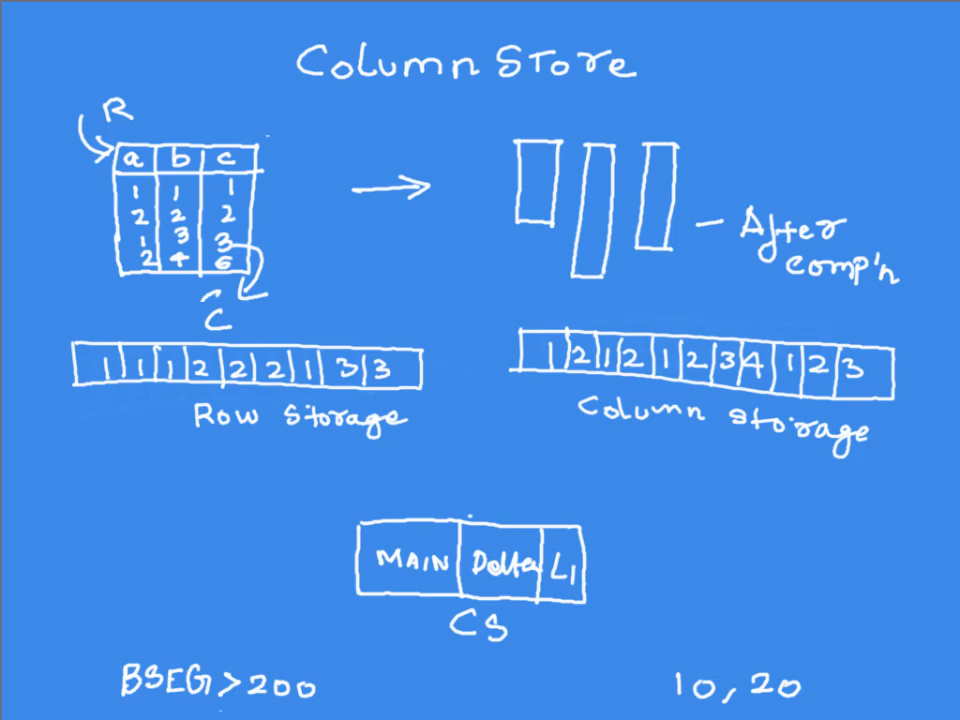 Column Store
R
a b c
1 1 1
2 2 2
1 3 3
2 4 6
C
After
comp'n
1 1 1 2 2 2 1 3 3
Row Storage
1 2 1 2 1 2 3 4 1 2 3
Column storage
MAIN Delta L1
CS
BSEG > 200
10, 20